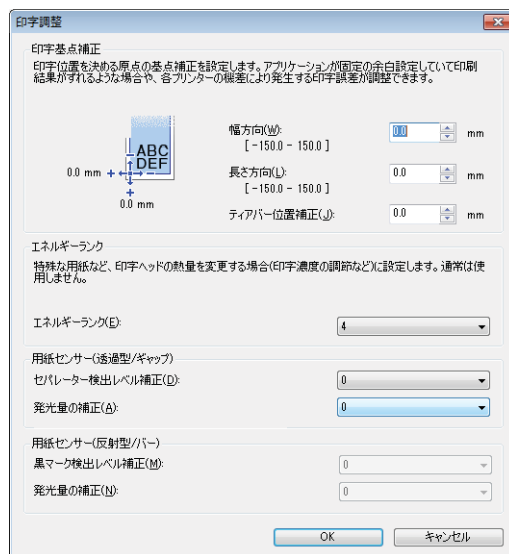 印字調整
印字基点補正
印字位置を決める原点の基点補正を設定します。アプリケーションが固定の余白設定していて印刷
結果がずれるような場合や、各プリンターの機差により発生する印字誤差が調整できます。
ABC
DEF
0.0 mm
0.0 mm
幅方向(W):
[ -150.0 - 150.0 ]
0.0
mm
長さ方向(L):
[ -150.0 - 150.0 ]
0.0
mm
ティアバー位置補正(J):
0.0
mm
エネルギーランク
特殊な用紙など、印字ヘッドの熱量を変更する場合(印字濃度の調節など)に設定します。通常は使
用しません。
エネルギーランク(E):
4
用紙センサー(透過型/ギャップ)
セパレーター検出レベル補正(D):
0
発光量の補正(A):
0
用紙センサー(反射型/バー)
黒マーク検出レベル補正(M):
0
発光量の補正(N):
0
OK
キャンセル